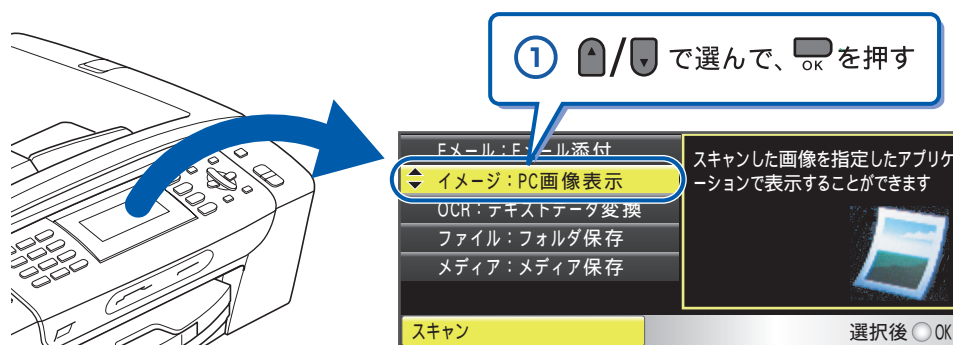 ① / で選んで、 OK を押す
Eメール：Eメール添付
イメージ：PC画像表示
OCR：テキストデータ変換
ファイル：フォルダ保存
メディア：メディア保存
スキャンした画像を指定したアプリケ
ーションで表示することができます
スキャン
選択後 OK